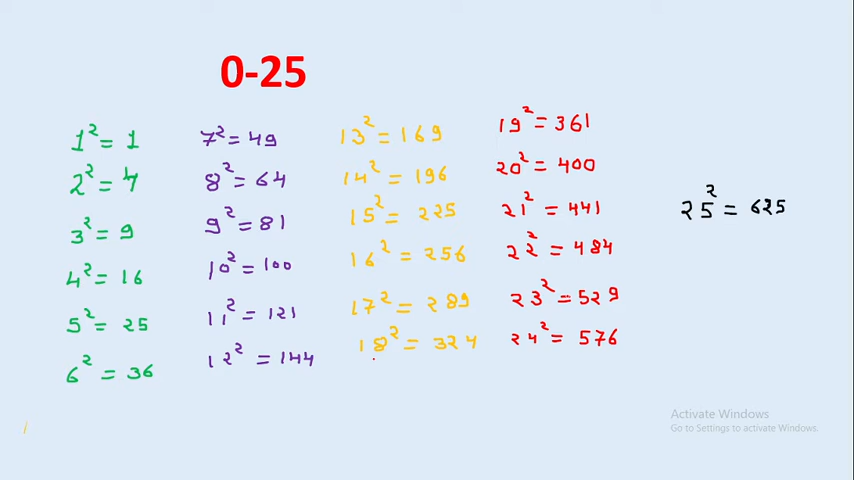 0-25
1² = 1
2² = 4
3² = 9
4² = 16
5² = 25
6² = 36
7² = 49
8² = 64
9² = 81
10² = 100
11² = 121
12² = 144
13² = 169
14² = 196
15² = 225
16² = 256
17² = 289
18² = 324
19² = 361
20² = 400
21² = 441
22² = 484
23² = 529
24² = 576
25² = 625
Activate Windows
Go to Settings to activate Windows.